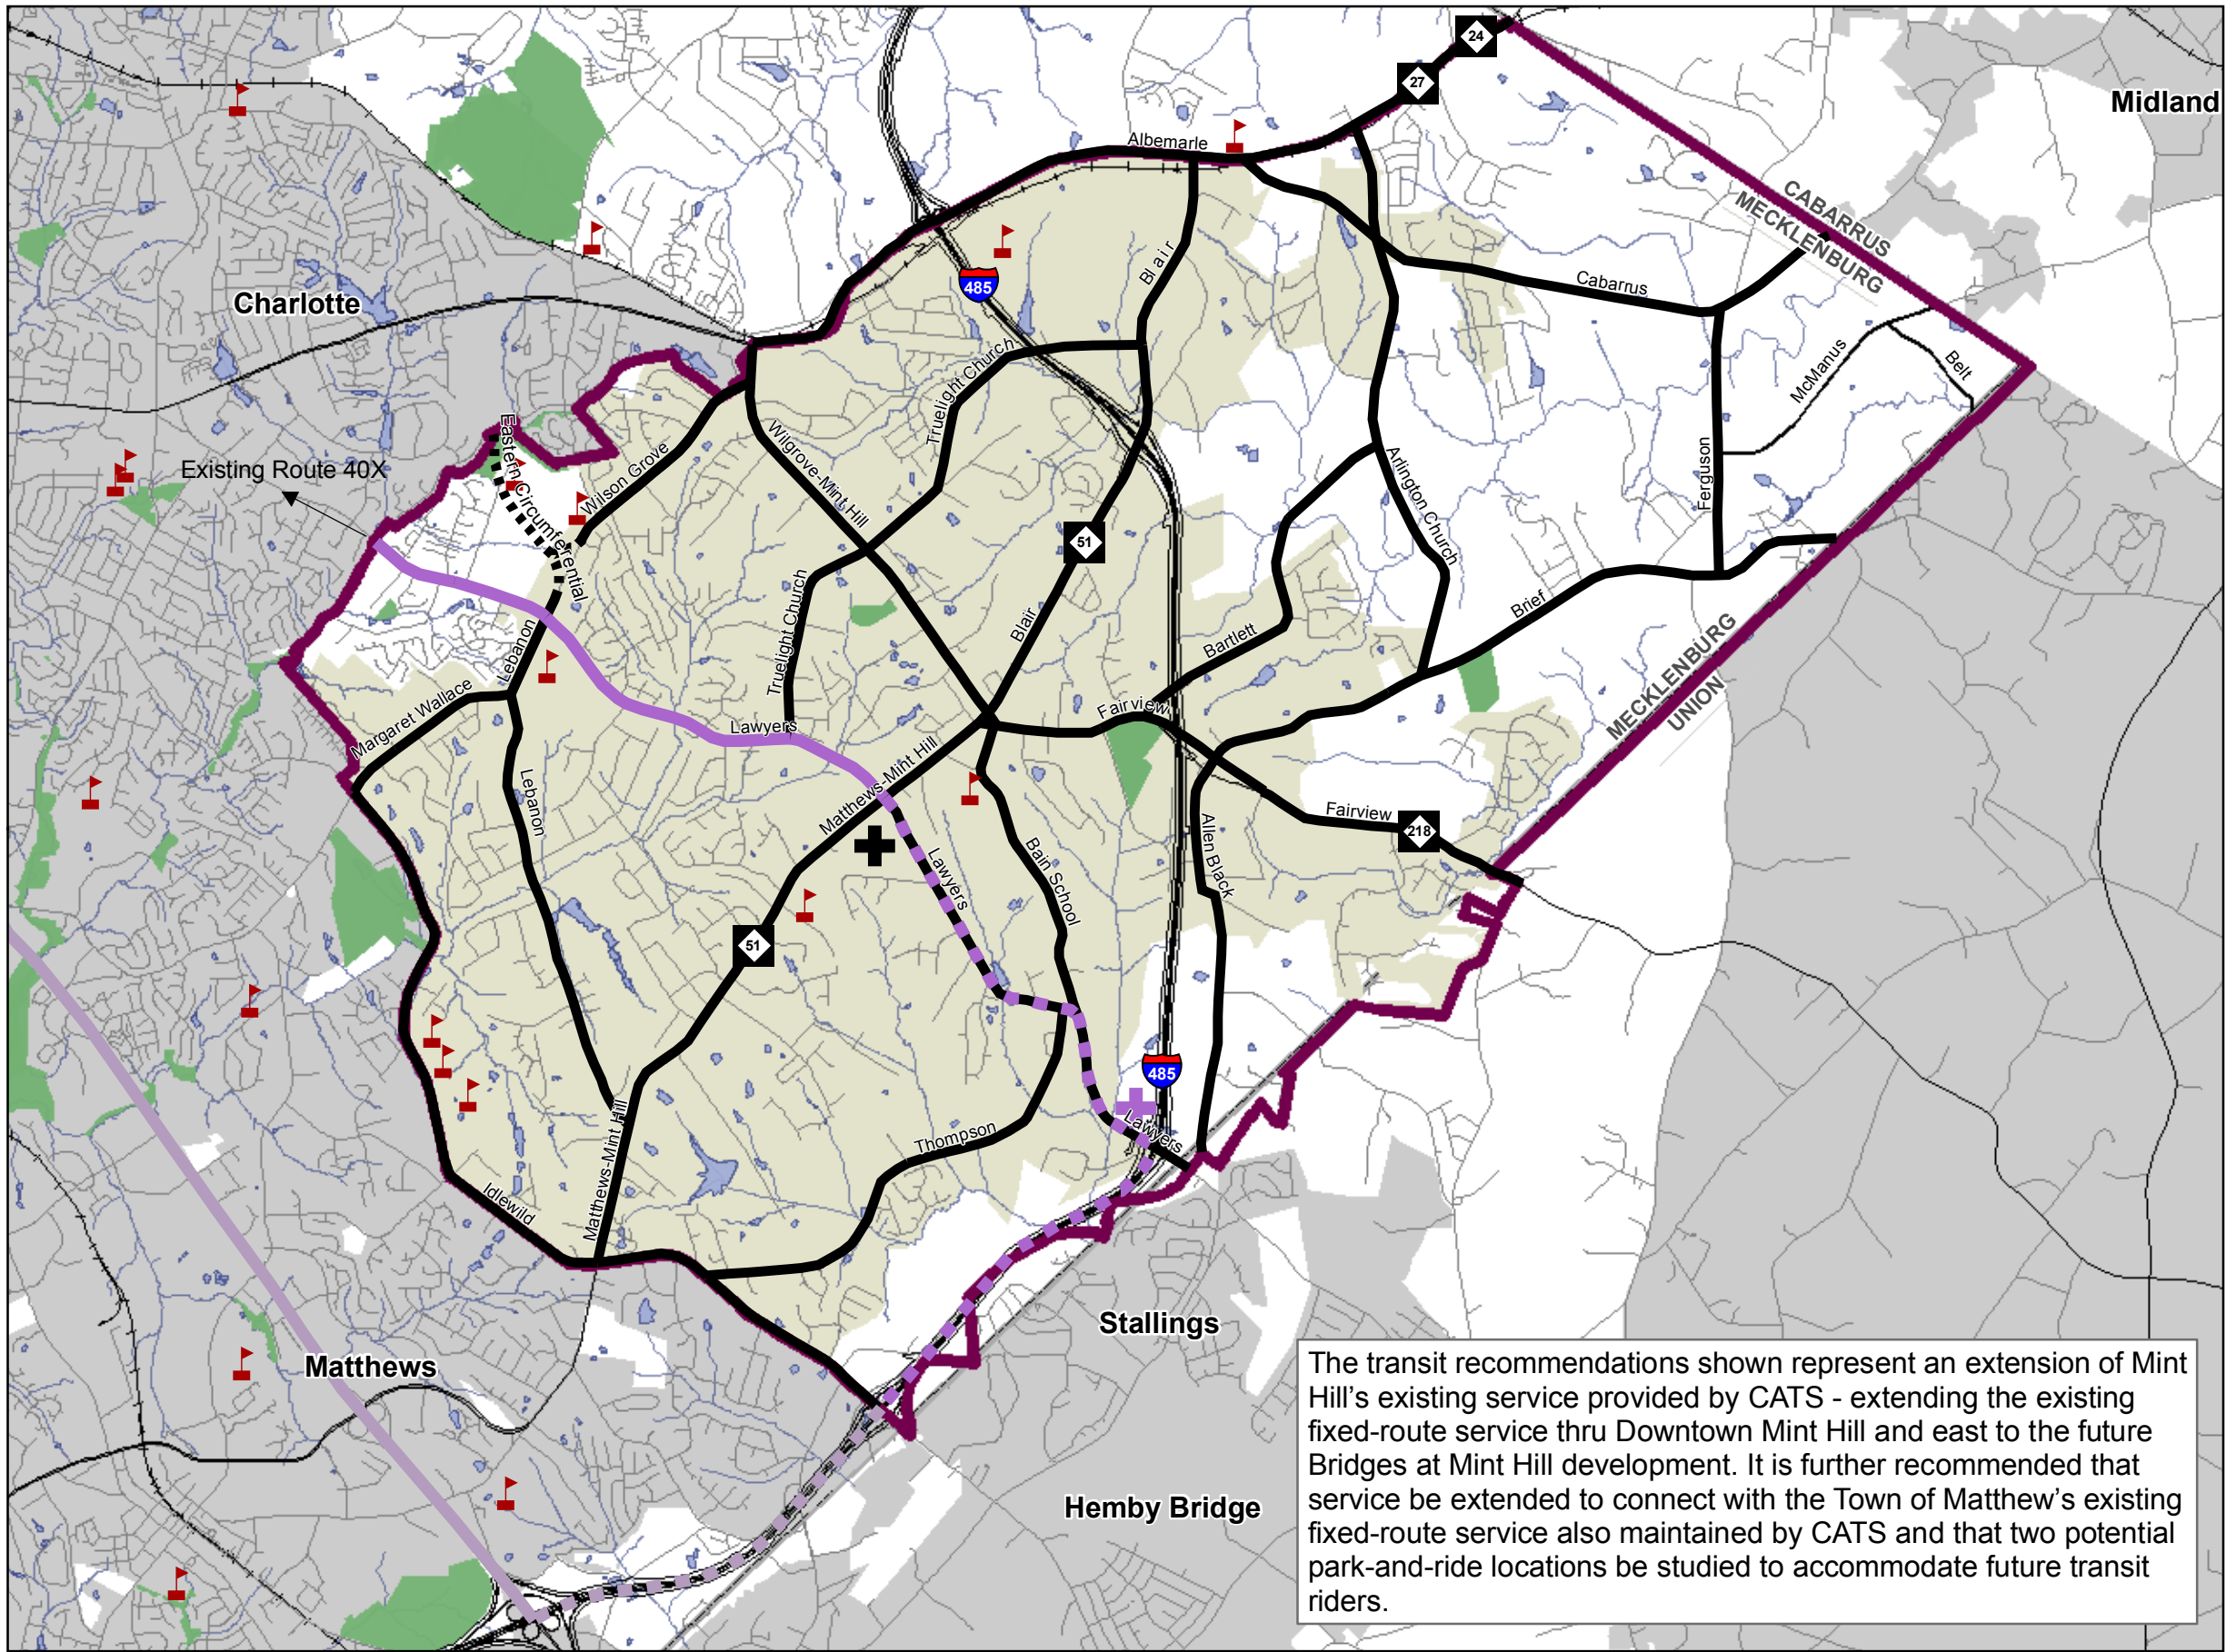 24
27
Midland
Albemarle
CABARRUS
MECKLENBURG
Blair
485
Cabarrus
Charlotte
Truelight Church
McManus
Belt
Eastern Circumferential
Wilson Grove
Wilgrove-Mint Hill
Existing Route 40X
Arlington Church
Ferguson
51
Truelight Church
Blair
Brief
Bartlett
Lebanon
MECKLENBURG
UNION
Margaret Wallace
Lawyers
Fairview
Matthews-Mint Hill
Lebanon
Fairview
218
Lawyers
Bain School
Allen Black
51
485
Lawyers
Matthews-Mint Hill
Thompson
Idlewild
Stallings
Matthews
Hemby Bridge
The transit recommendations shown represent an extension of Mint
Hill's existing service provided by CATS - extending the existing
fixed-route service thru Downtown Mint Hill and east to the future
Bridges at Mint Hill development. It is further recommended that
service be extended to connect with the Town of Matthew's existing
fixed-route service also maintained by CATS and that two potential
park-and-ride locations be studied to accommodate future transit
riders.